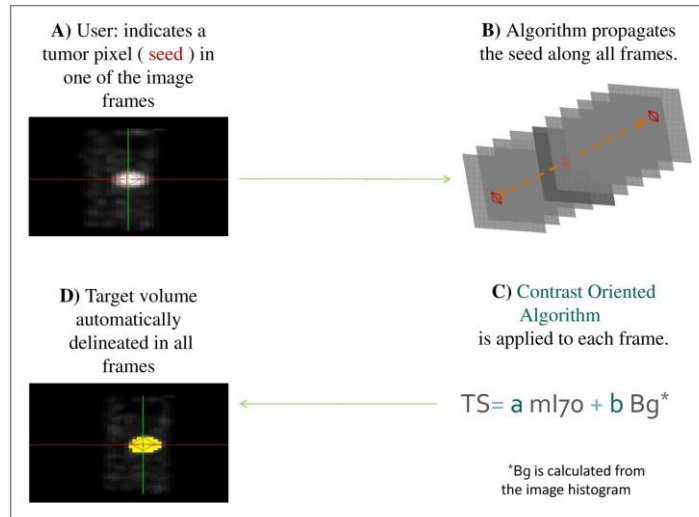 A) User: indicates a
tumor pixel ( seed ) in
one of the image
frames
B) Algorithm propagates
the seed along all frames.
D) Target volume
automatically
delineated in all
frames
C) Contrast Oriented
Algorithm
is applied to each frame.
TS= a mI70 + b Bg*
*Bg is calculated from
the image histogram